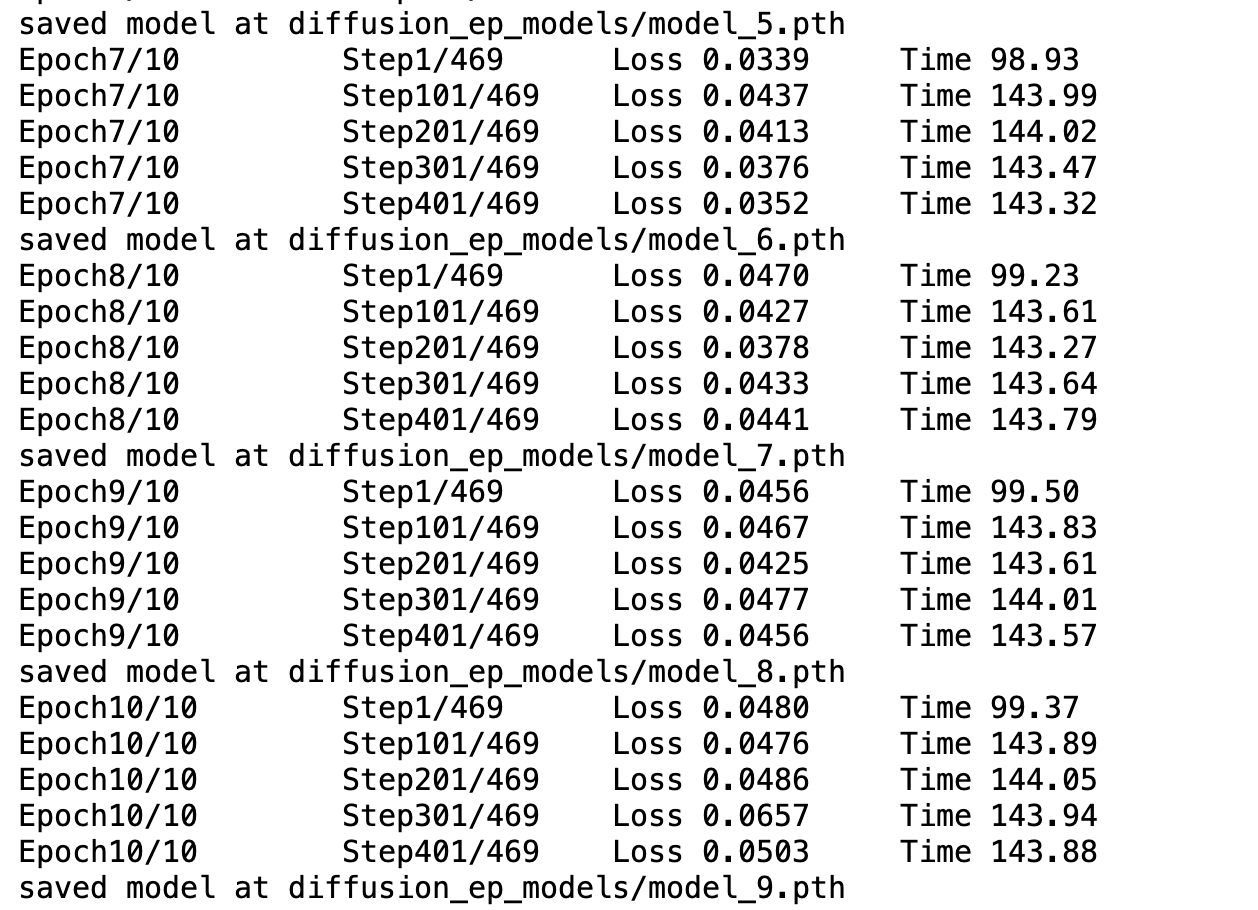 saved model at diffusion_ep_models/model_5.pth
Epoch7/10 Step1/469 Loss 0.0339 Time 98.93
Epoch7/10 Step101/469 Loss 0.0437 Time 143.99
Epoch7/10 Step201/469 Loss 0.0413 Time 144.02
Epoch7/10 Step301/469 Loss 0.0376 Time 143.47
Epoch7/10 Step401/469 Loss 0.0352 Time 143.32
saved model at diffusion_ep_models/model_6.pth
Epoch8/10 Step1/469 Loss 0.0470 Time 99.23
Epoch8/10 Step101/469 Loss 0.0427 Time 143.61
Epoch8/10 Step201/469 Loss 0.0378 Time 143.27
Epoch8/10 Step301/469 Loss 0.0433 Time 143.64
Epoch8/10 Step401/469 Loss 0.0441 Time 143.79
saved model at diffusion_ep_models/model_7.pth
Epoch9/10 Step1/469 Loss 0.0456 Time 99.50
Epoch9/10 Step101/469 Loss 0.0467 Time 143.83
Epoch9/10 Step201/469 Loss 0.0425 Time 143.61
Epoch9/10 Step301/469 Loss 0.0477 Time 144.01
Epoch9/10 Step401/469 Loss 0.0456 Time 143.57
saved model at diffusion_ep_models/model_8.pth
Epoch10/10 Step1/469 Loss 0.0480 Time 99.37
Epoch10/10 Step101/469 Loss 0.0476 Time 143.89
Epoch10/10 Step201/469 Loss 0.0486 Time 144.05
Epoch10/10 Step301/469 Loss 0.0657 Time 143.94
Epoch10/10 Step401/469 Loss 0.0503 Time 143.88
saved model at diffusion_ep_models/model_9.pth